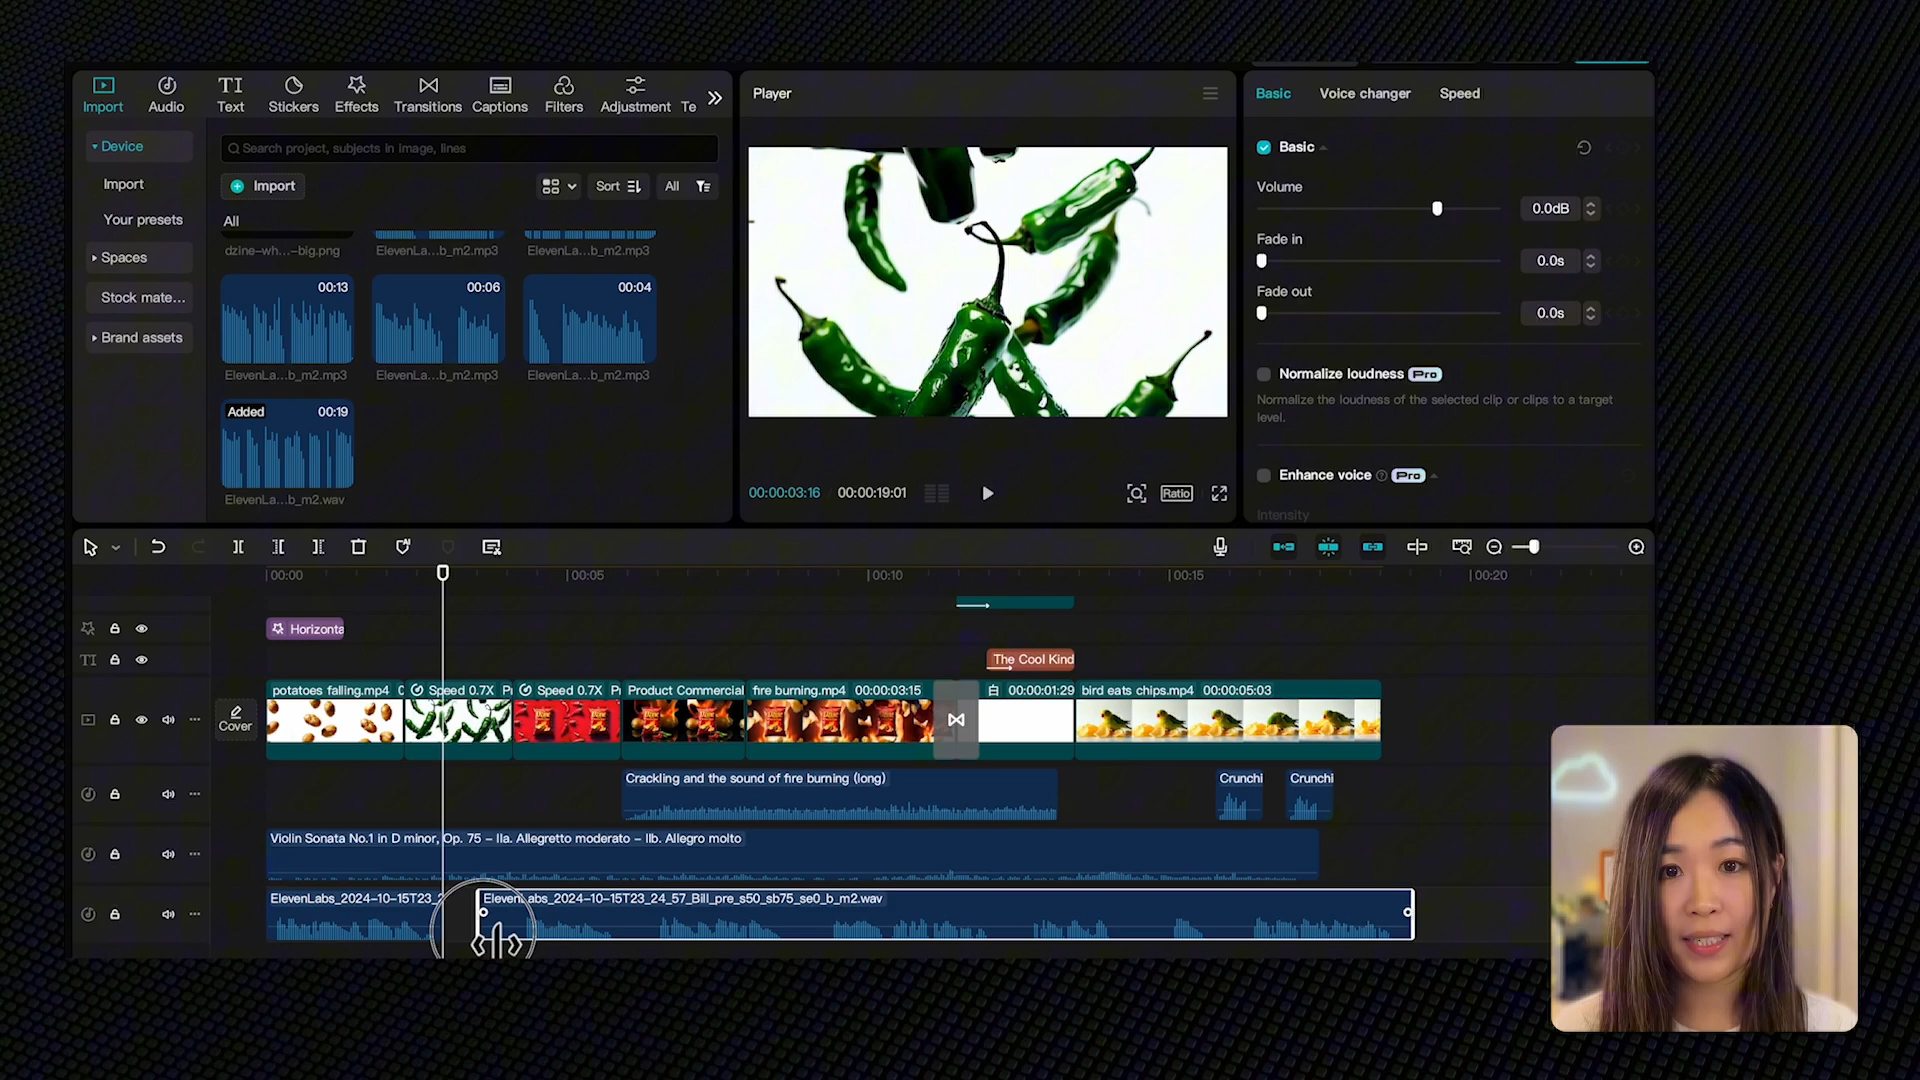 Import
Audio
TI
Text
Stickers
Effects
Transitions
Captions
Filters
Adjustment
Te
Device
Import
Your presets
Spaces
Stock mate...
Brand assets
Search project, subjects in image, lines
Import
Sort
All
All
dzine-wh...-big.png
ElevenLa...b_m2.mp3
ElevenLa...b_m2.mp3
00:13
00:06
00:04
ElevenLa...b_m2.mp3
ElevenLa...b_m2.mp3
ElevenLa...b_m2.mp3
Added
00:19
ElevenLa...b_m2.wav
Player
00:00:03:16
00:00:19:01
Ratio
Basic
Voice changer
Speed
Basic
Volume
0.0dB
Fade in
0.0s
Fade out
0.0s
Normalize loudness Pro
Normalize the loudness of the selected clip or clips to a target
level.
Enhance voice Pro
Intensity
00:00
00:05
00:10
00:15
00:20
Horizonta
TI
The Cool Kind
Cover
potatoes falling.mp4
Speed 0.7X
Speed 0.7X
Product Commercial
fire burning.mp4 00:00:03:15
00:00:01:29
bird eats chips.mp4 00:00:05:03
Crackling and the sound of fire burning (long)
Crunchi
Crunchi
Violin Sonata No.1 in D minor, Op. 75 – IIa. Allegretto moderato – IIb. Allegro molto
ElevenLabs_2024-10-15T23_2
ElevenLabs_2024-10-15T23_24_57_Bill_pre_s50_sb75_se0_b_m2.wav